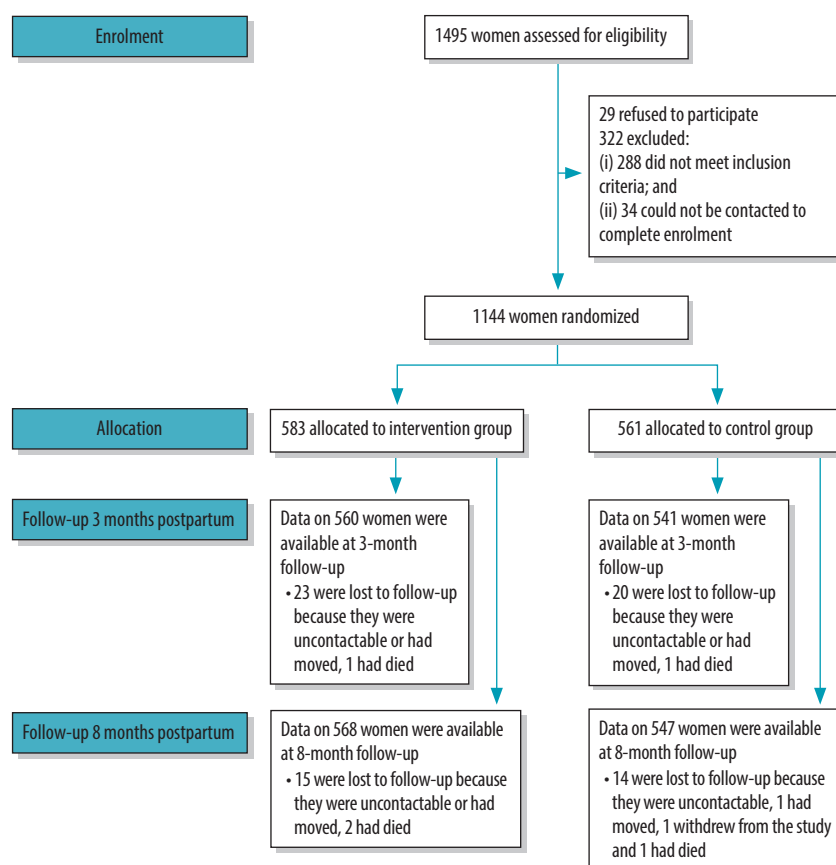 Enrolment
1495 women assessed for eligibility
29 refused to participate
322 excluded:
(i) 288 did not meet inclusion
criteria; and
(ii) 34 could not be contacted to
complete enrolment
1144 women randomized
Allocation
583 allocated to intervention group
561 allocated to control group
Follow-up 3 months postpartum
Data on 560 women were
available at 3-month
follow-up
• 23 were lost to follow-up
because they were
uncontactable or had
moved, 1 had died
Data on 541 women were
available at 3-month
follow-up
• 20 were lost to follow-up
because they were
uncontactable or had
moved, 1 had died
Follow-up 8 months postpartum
Data on 568 women were available
at 8-month follow-up
• 15 were lost to follow-up because
they were uncontactable or had
moved, 2 had died
Data on 547 women were available
at 8-month follow-up
• 14 were lost to follow-up because
they were uncontactable, 1 had
moved, 1 withdrew from the study
and 1 had died